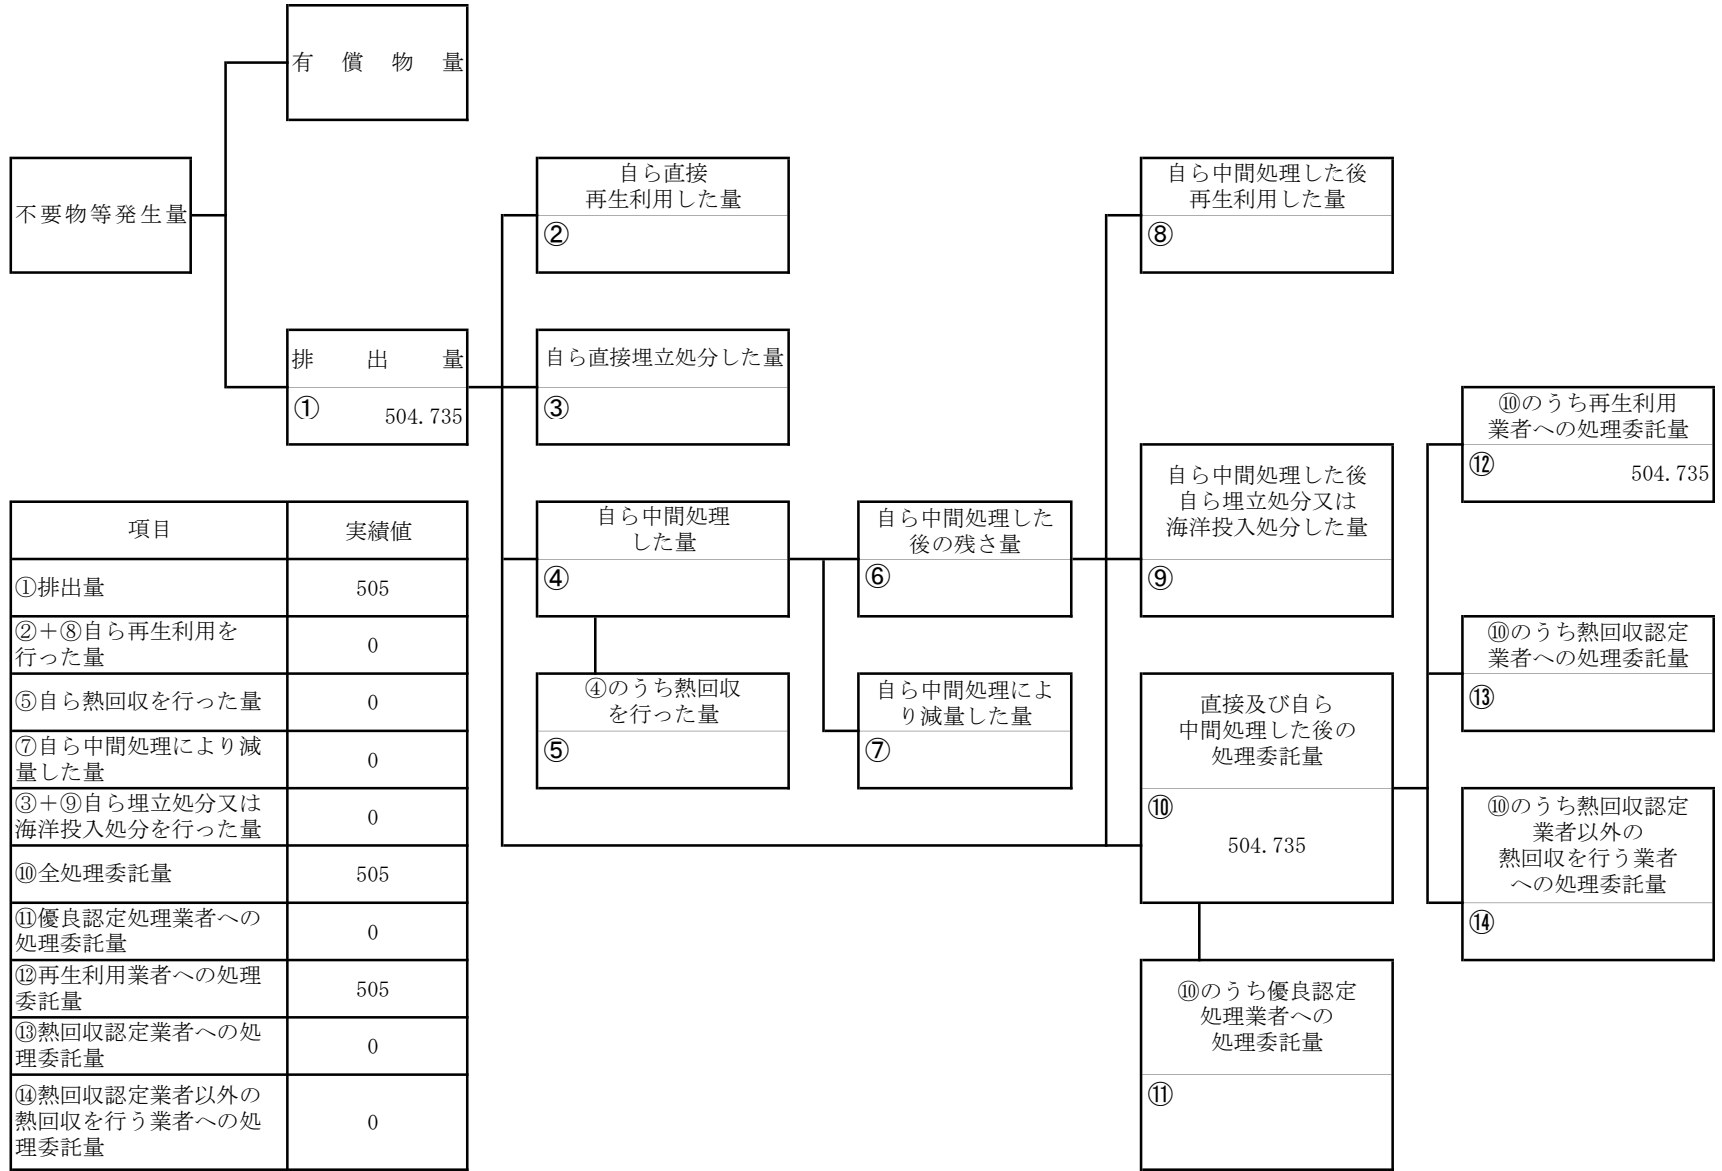 有償物量
不要物等発生量
自ら直接
再生利用した量
②
自ら中間処理した後
再生利用した量
⑧
排出量
① 504.735
自ら直接埋立処分した量
③
⑩のうち再生利用
業者への処理委託量
⑫ 504.735
自ら中間処理した後
自ら埋立処分又は
海洋投入処分した量
⑨
自ら中間処理
した量
④
自ら中間処理した
後の残さ量
⑥
⑩のうち熱回収認定
業者への処理委託量
⑬
④のうち熱回収
を行った量
⑤
自ら中間処理によ
り減量した量
⑦
直接及び自ら
中間処理した後の
処理委託量
⑩
504.735
⑩のうち熱回収認定
業者以外の
熱回収を行う業者
への処理委託量
⑭
⑩のうち優良認定
処理業者への
処理委託量
⑪
項目 実績値
①排出量 505
②+⑧自ら再生利用を
行った量 0
⑤自ら熱回収を行った量 0
⑦自ら中間処理により減
量した量 0
③+⑨自ら埋立処分又は
海洋投入処分を行った量 0
⑩全処理委託量 505
⑪優良認定処理業者への
処理委託量 0
⑫再生利用業者への処理
委託量 505
⑬熱回収認定業者への処
理委託量 0
⑭熱回収認定業者以外の
熱回収を行う業者への処
理委託量 0